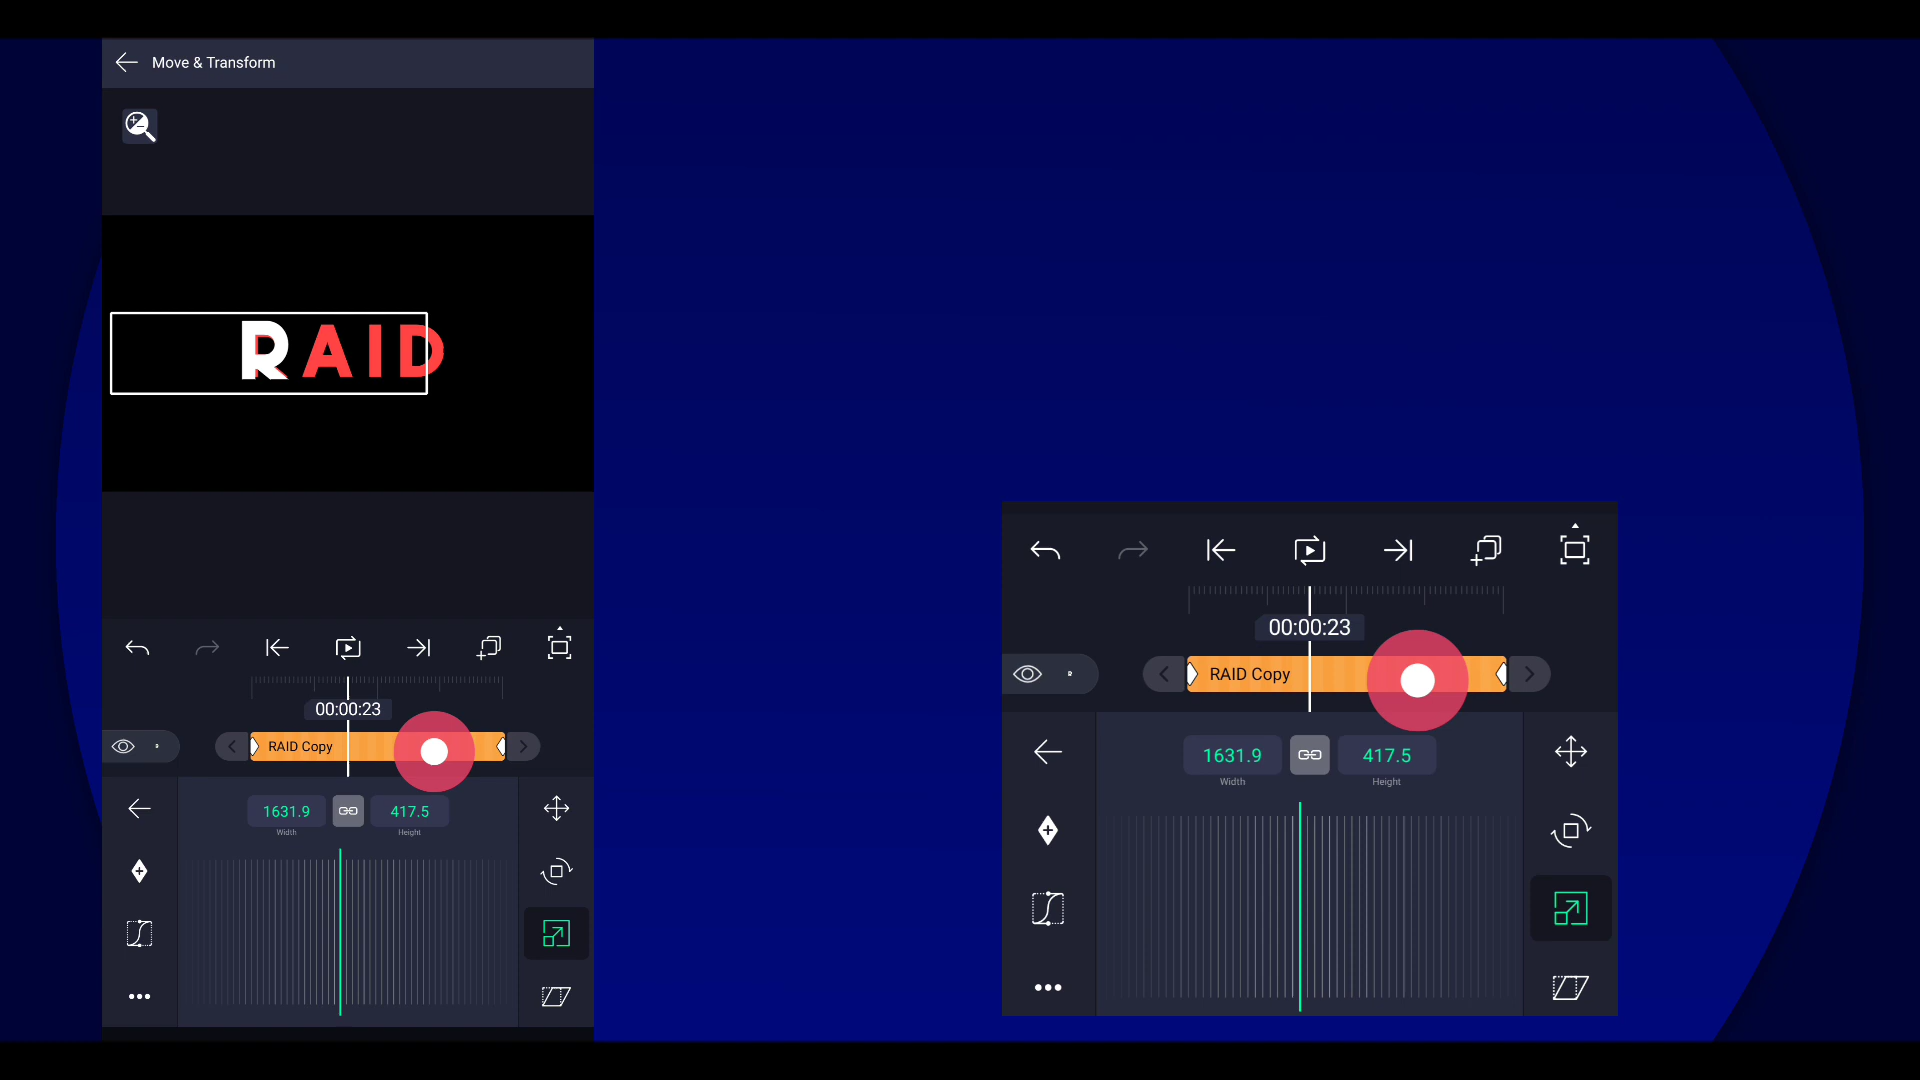 Move & Transform
RAID
00:00:23
RAID Copy
1631.9
417.5
Width
Height
00:00:23
RAID Copy
1631.9
417.5
Width
Height